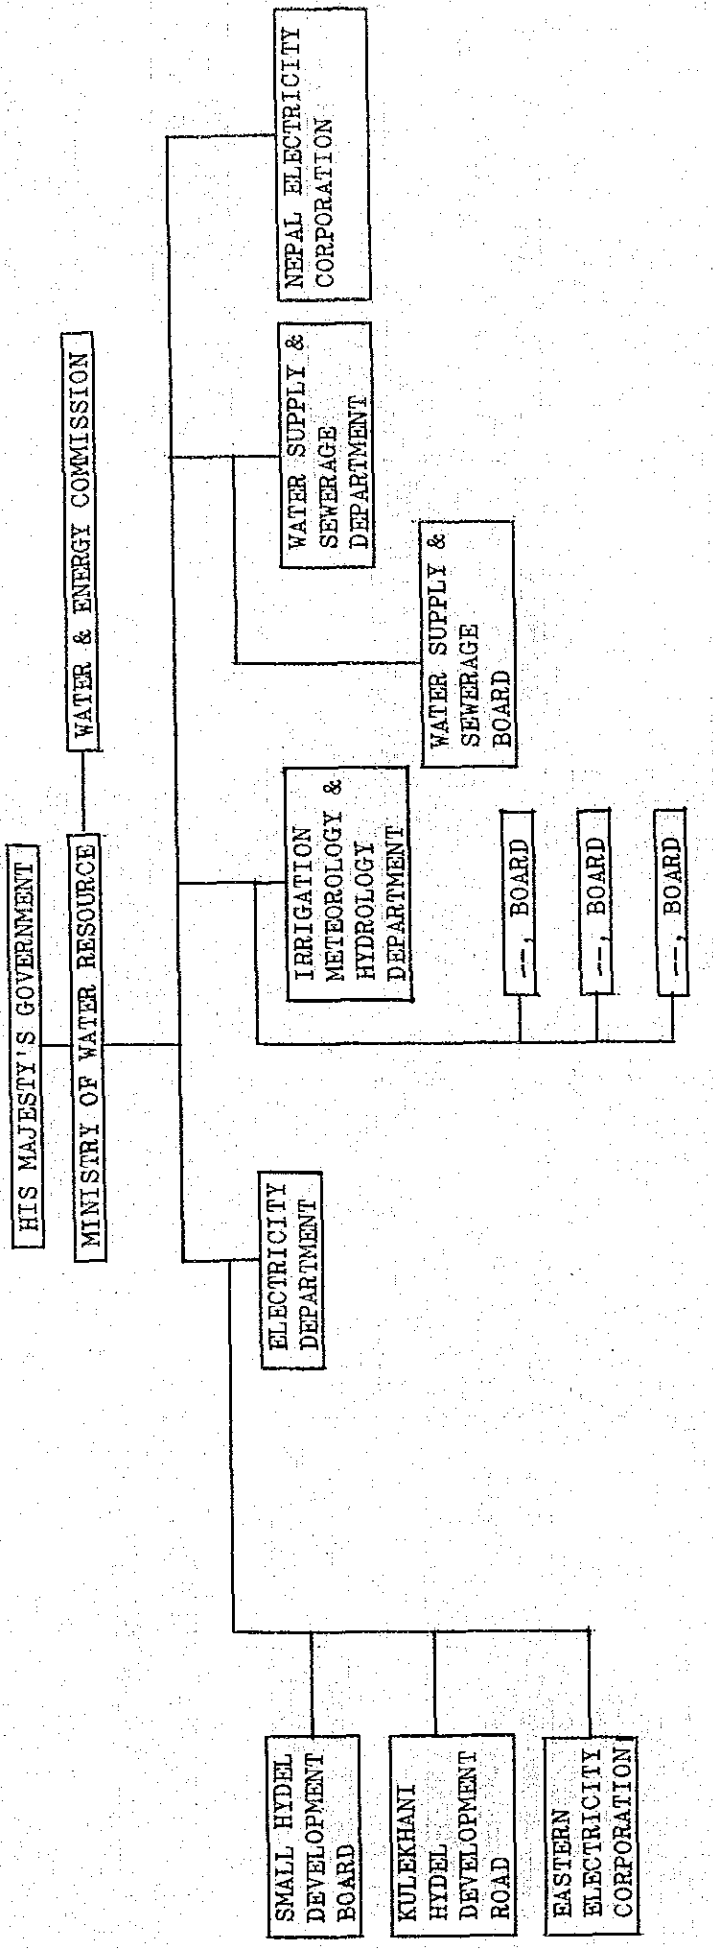 HIS MAJESTY'S GOVERNMENT
MINISTRY OF WATER RESOURCE
WATER & ENERGY COMMISSION
ELECTRICITY
DEPARTMENT
IRRIGATION
METEOROLOGY &
HYDROLOGY
DEPARTMENT
WATER SUPPLY &
SEWERAGE
DEPARTMENT
NEPAL ELECTRICITY
CORPORATION
SMALL HYDEL
DEVELOPMENT
BOARD
KULEKHANI
HYDEL
DEVELOPMENT
ROAD
EASTERN
ELECTRICITY
CORPORATION
--, BOARD
--, BOARD
--, BOARD
WATER SUPPLY &
SEWERAGE
BOARD